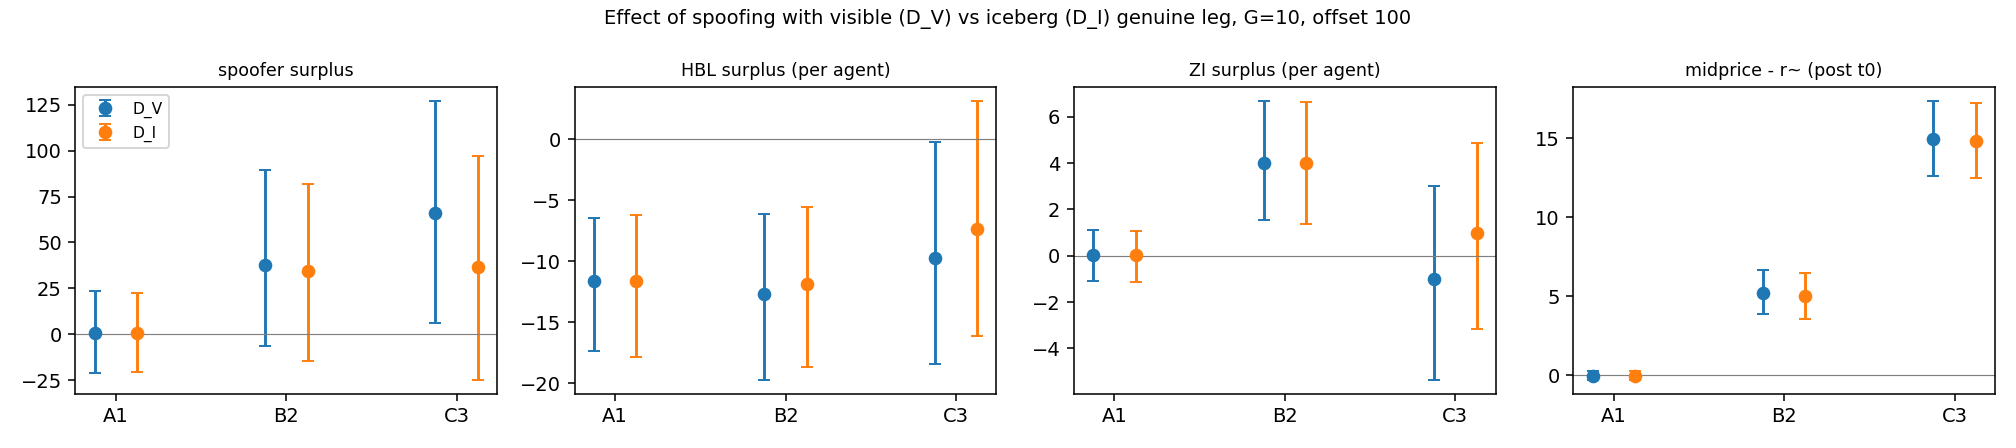 Effect of spoofing with visible (D_V) vs iceberg (D_I) genuine leg, G=10, offset 100
spoofer surplus
125
100
75
50
25
0
−25
D_V
D_I
A1
B2
C3
HBL surplus (per agent)
0
−5
−10
−15
−20
A1
B2
C3
ZI surplus (per agent)
6
4
2
0
−2
−4
A1
B2
C3
midprice - r~ (post t0)
15
10
5
0
A1
B2
C3